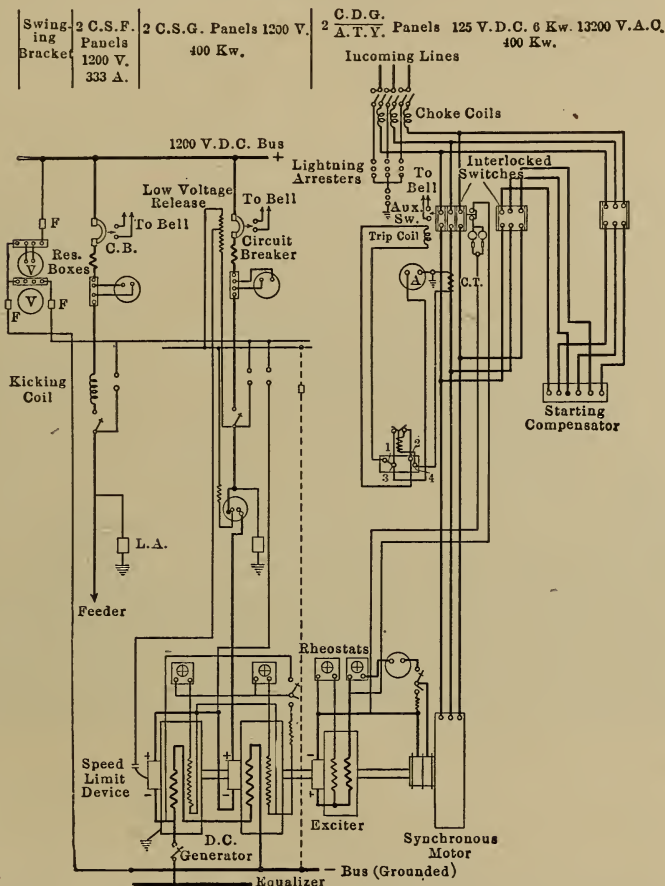 Swing-
ing
Bracket
2 C.S.F.
Panels
1200 V.
333 A.
2 C.S.G. Panels 1200 V.
400 Kw.
2 C.D.G.
A.T.Y. Panels 125 V.D.C. 6 Kw. 13200 V.A.C.
400 Kw.
Incoming Lines
Choke Coils
1200 V.D.C. Bus +
Lightning
Arresters
To
Bell
Interlocked
Switches
Low Voltage
Release
To Bell
To Bell
Aux.
Sw.
F
Res.
Boxes
C.B.
Circuit
Breaker
Trip Coil
V
V
A
C.T.
F
F
Kicking
Coil
Starting
Compensator
1
2
3
4
L.A.
Feeder
Rheostats
+
+
-
Speed
Limit
Device
-
-
+
D.C.
Generator
Exciter
Synchronous
Motor
- Bus (Grounded)
Equalizer